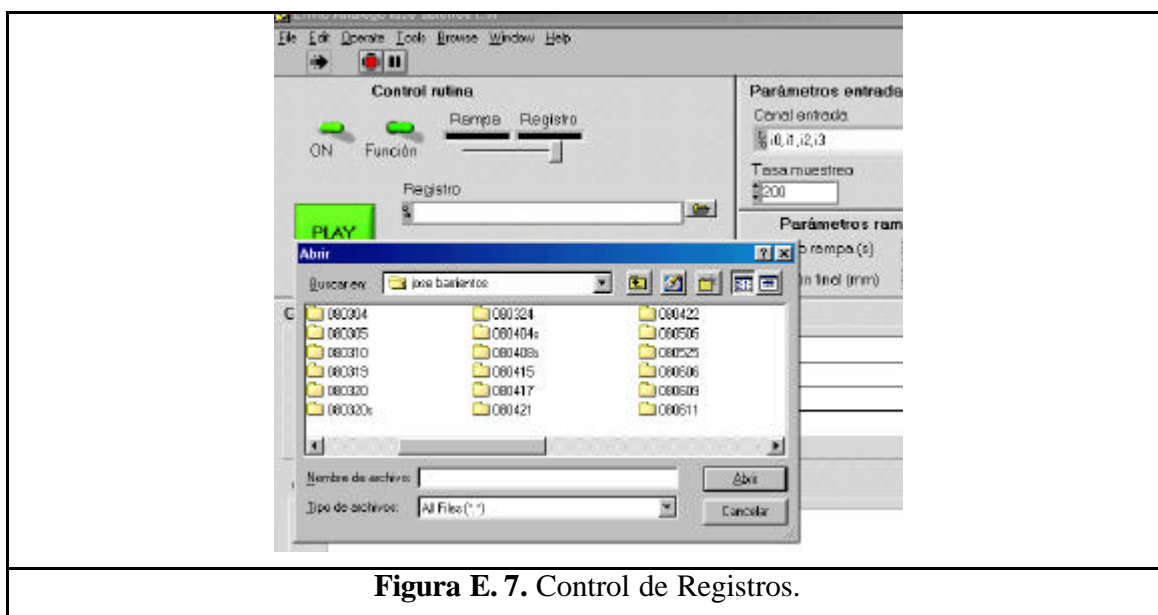 File Edit Operate Tools Browse Window Help
Control rutina
Rampa Registro
ON Función
Registro
PLAY
Parámetros entrada
Canal entrada
i0,i1,i2,i3
Tasa muestreo
200
Parámetros ram
rampa (s)
n final (mm)
Abrir
Buscar en: jose barrientos
080304 080324 080422
080305 080404s 080506
080310 080408s 080525
080319 080415 080606
080320 080417 080609
080320s 080421 080611
Nombre de archivo: Abrir
Tipo de archivos: All Files (*.*) Cancelar
Figura E. 7. Control de Registros.